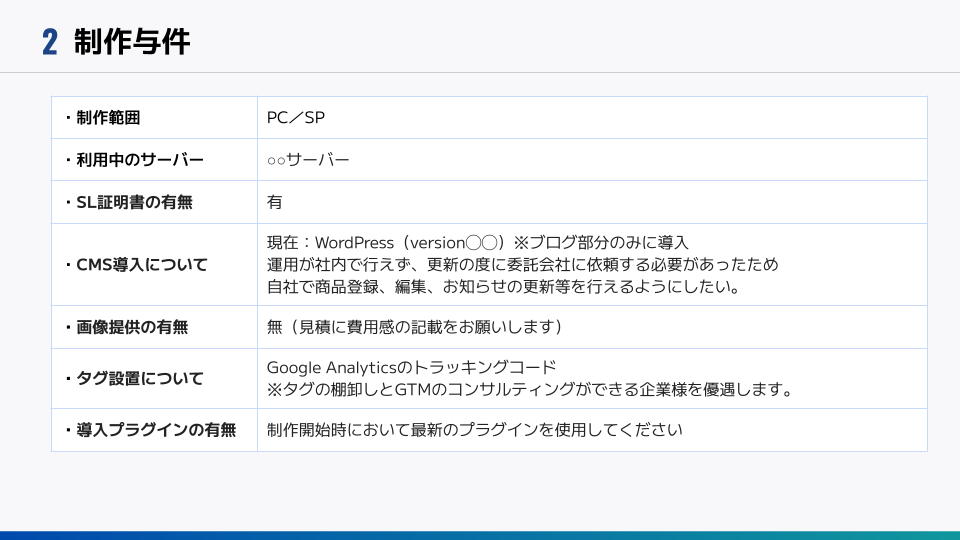 2 制作与件
・制作範囲
PC／SP
・利用中のサーバー
○○サーバー
・SL証明書の有無
有
・CMS導入について
現在：WordPress（version◯◯）※ブログ部分のみに導入
運用が社内で行えず、更新の度に委託会社に依頼する必要があったため
自社で商品登録、編集、お知らせの更新等を行えるようにしたい。
・画像提供の有無
無（見積に費用感の記載をお願いします）
・タグ設置について
Google Analyticsのトラッキングコード
※タグの棚卸しとGTMのコンサルティングができる企業様を優遇します。
・導入プラグインの有無
制作開始時において最新のプラグインを使用してください